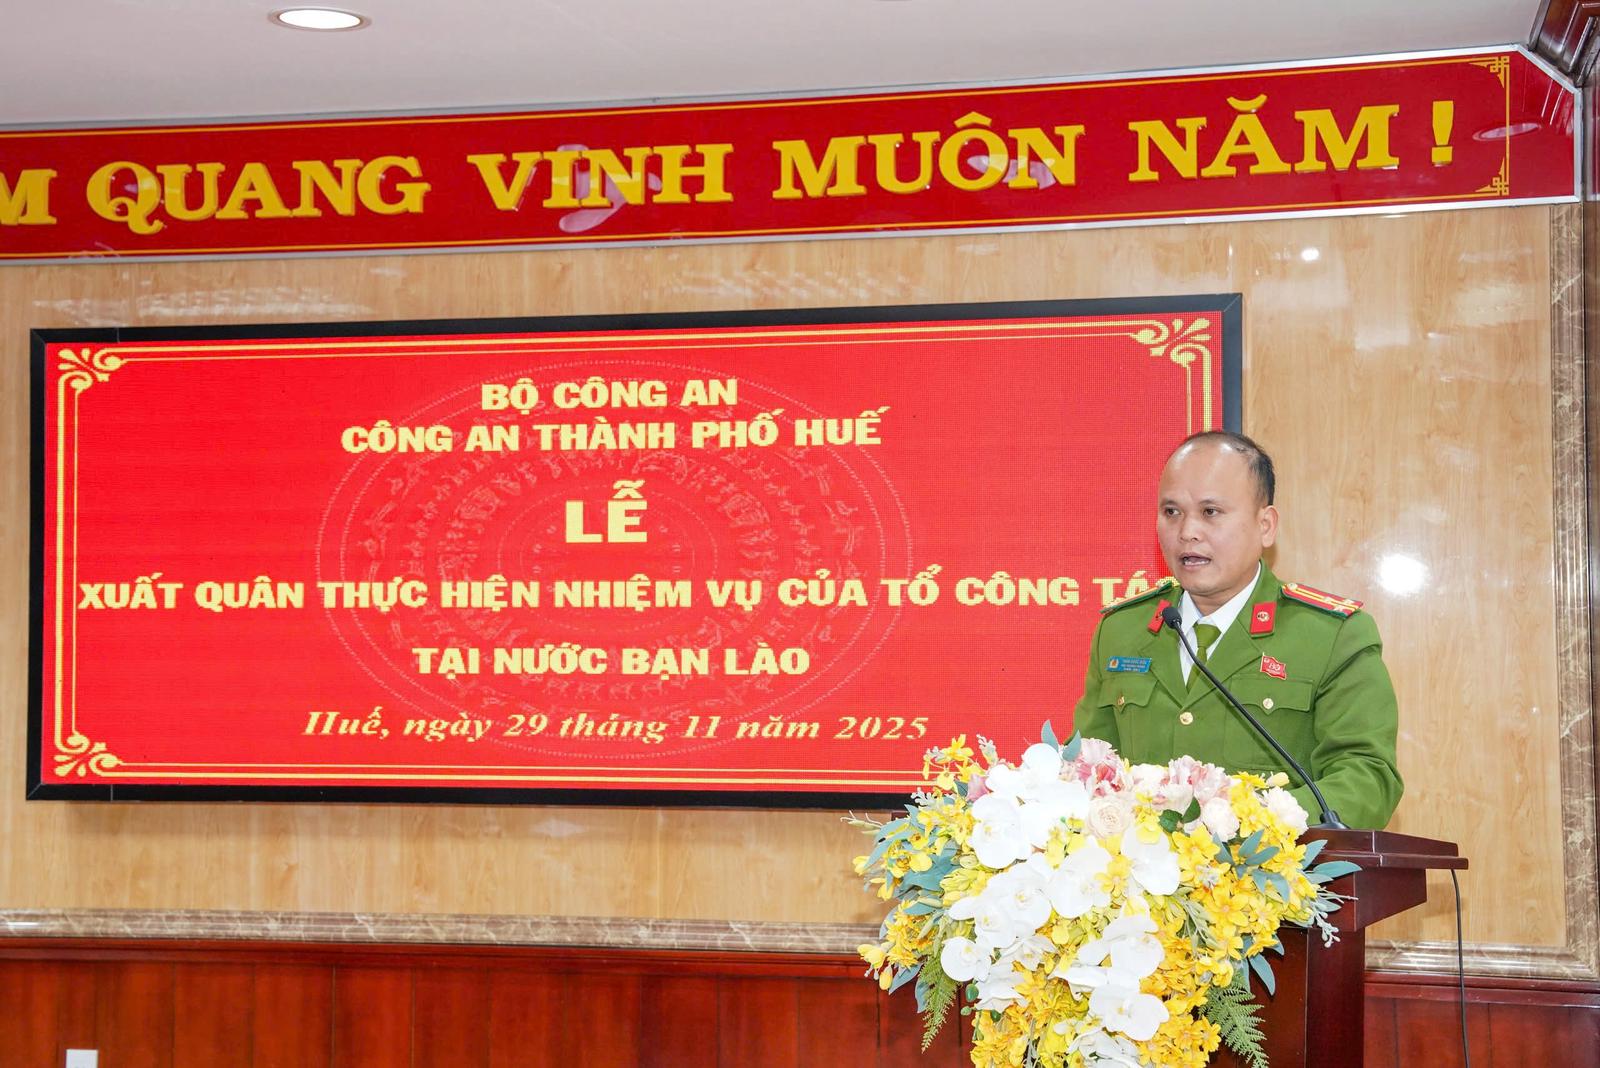 QUANG VINH MUÔN NĂM !
BỘ CÔNG AN
CÔNG AN THÀNH PHỐ HUẾ
LỄ
XUẤT QUÂN THỰC HIỆN NHIỆM VỤ CỦA TỔ CÔNG TÁC
TẠI NƯỚC BẠN LÀO
Huế, ngày 29 tháng 11 năm 2025